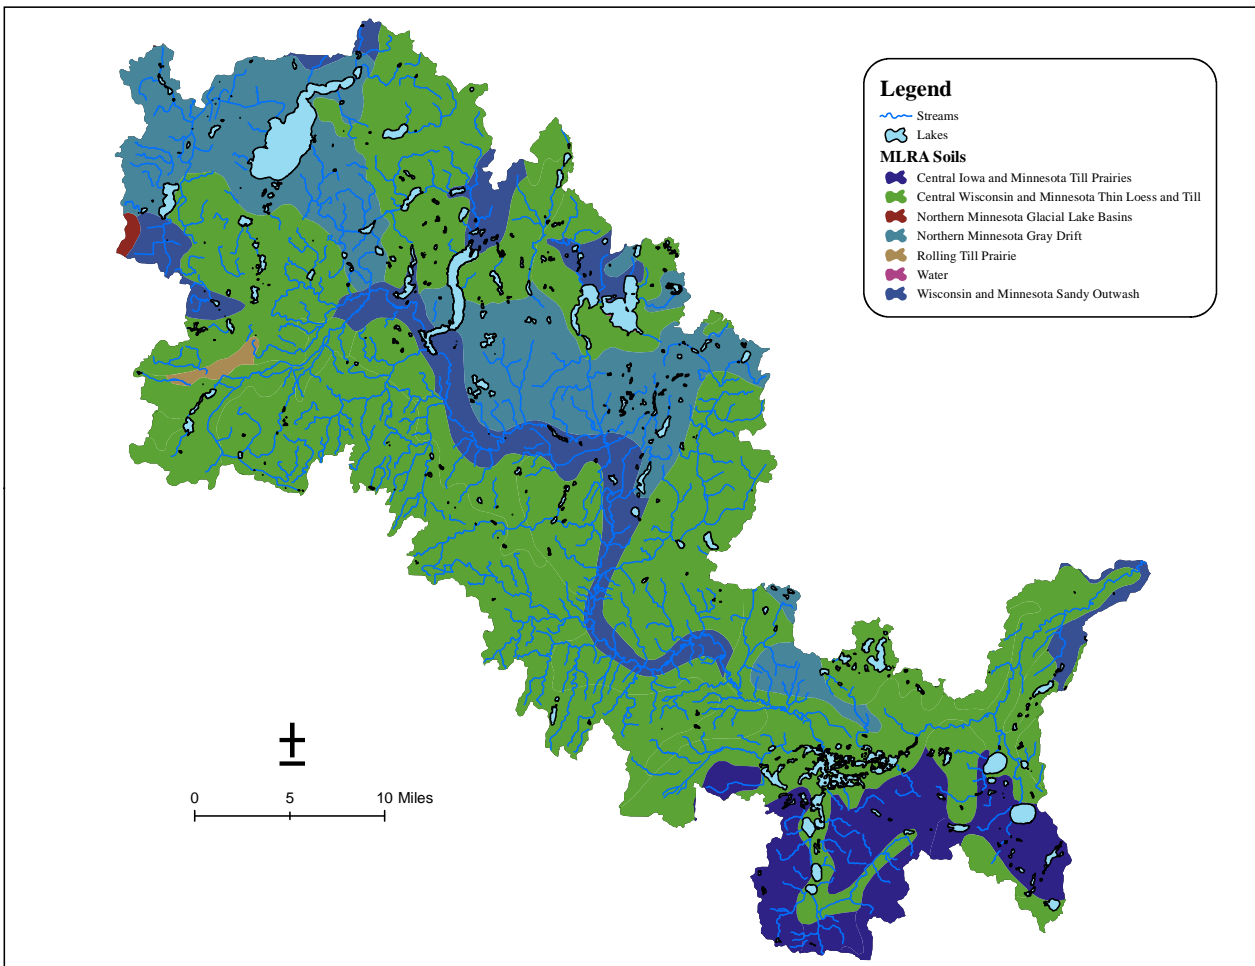 Legend
Streams
Lakes
MLRA Soils
Central Iowa and Minnesota Till Prairies
Central Wisconsin and Minnesota Thin Loess and Till
Northern Minnesota Glacial Lake Basins
Northern Minnesota Gray Drift
Rolling Till Prairie
Water
Wisconsin and Minnesota Sandy Outwash
±
0 5 10 Miles